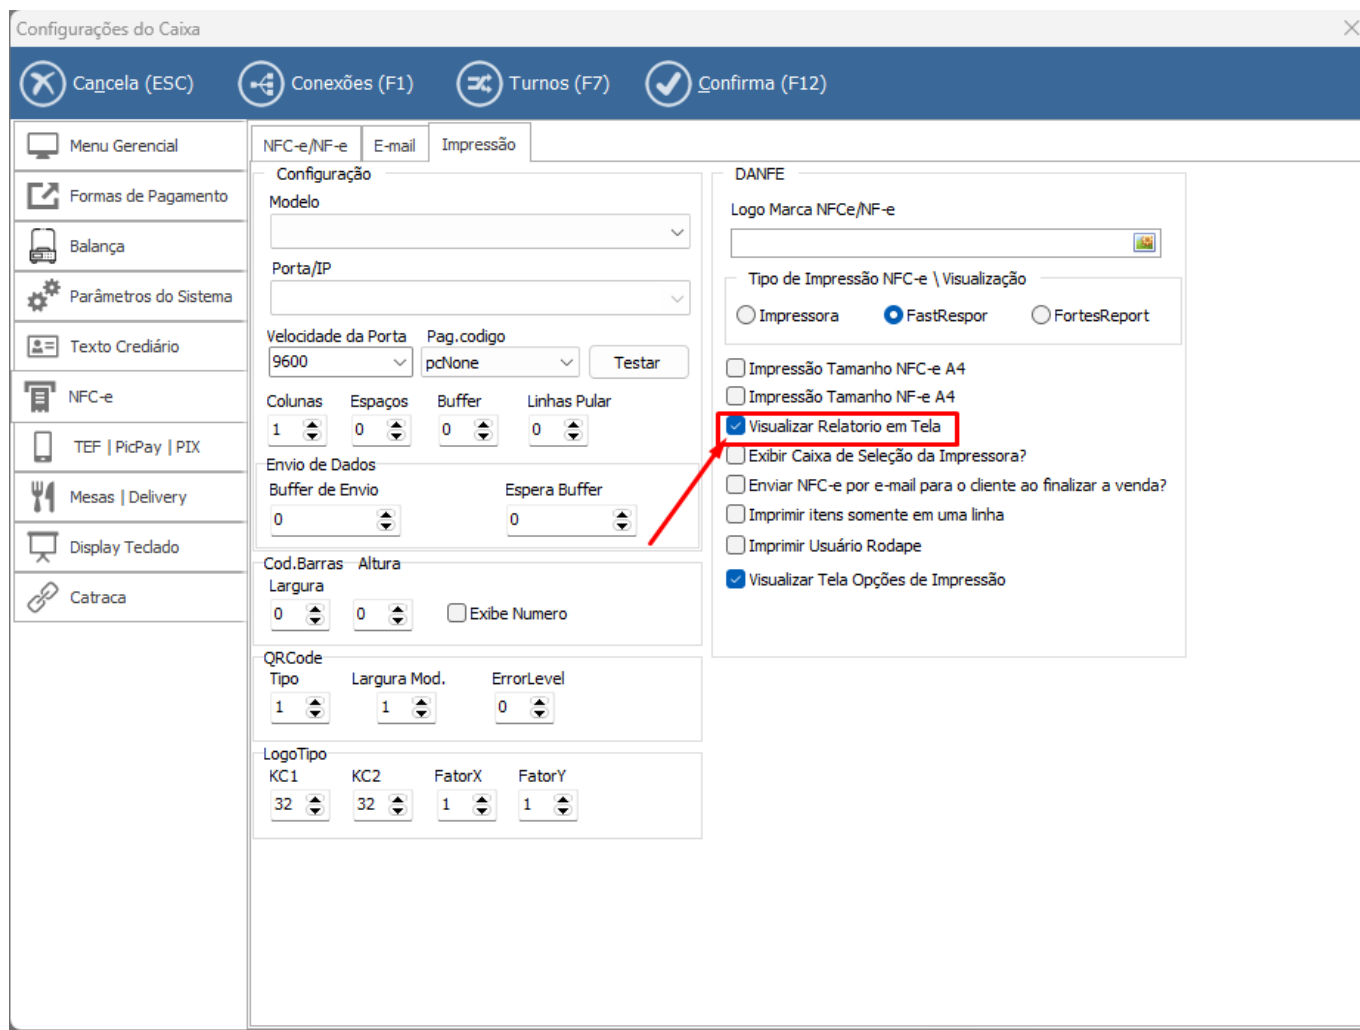 Configurações do Caixa
Cancela (ESC)
Conexões (F1)
Turnos (F7)
Confirma (F12)
Menu Gerencial
Formas de Pagamento
Balança
Parâmetros do Sistema
Texto Crediário
NFC-e
TEF | PicPay | PIX
Mesas | Delivery
Display Teclado
Catraca
NFC-e/NF-e
E-mail
Impressão
Configuração
Modelo
Porta/IP
Velocidade da Porta
Pag.codigo
9600
pcNone
Testar
Colunas
Espaços
Buffer
Linhas Pular
1
0
0
0
Envio de Dados
Buffer de Envio
Espera Buffer
0
0
Cod.Barras
Altura
Largura
0
0
Exibe Numero
QRCode
Tipo
Largura Mod.
ErrorLevel
1
1
0
LogoTipo
KC1
KC2
FatorX
FatorY
32
32
1
1
DANFE
Logo Marca NFCe/NF-e
Tipo de Impressão NFC-e \ Visualização
Impressora
FastRespor
FortesReport
Impressão Tamanho NFC-e A4
Impressão Tamanho NF-e A4
Visualizar Relatorio em Tela
Exibir Caixa de Seleção da Impressora?
Enviar NFC-e por e-mail para o cliente ao finalizar a venda?
Imprimir itens somente em uma linha
Imprimir Usuário Rodape
Visualizar Tela Opções de Impressão